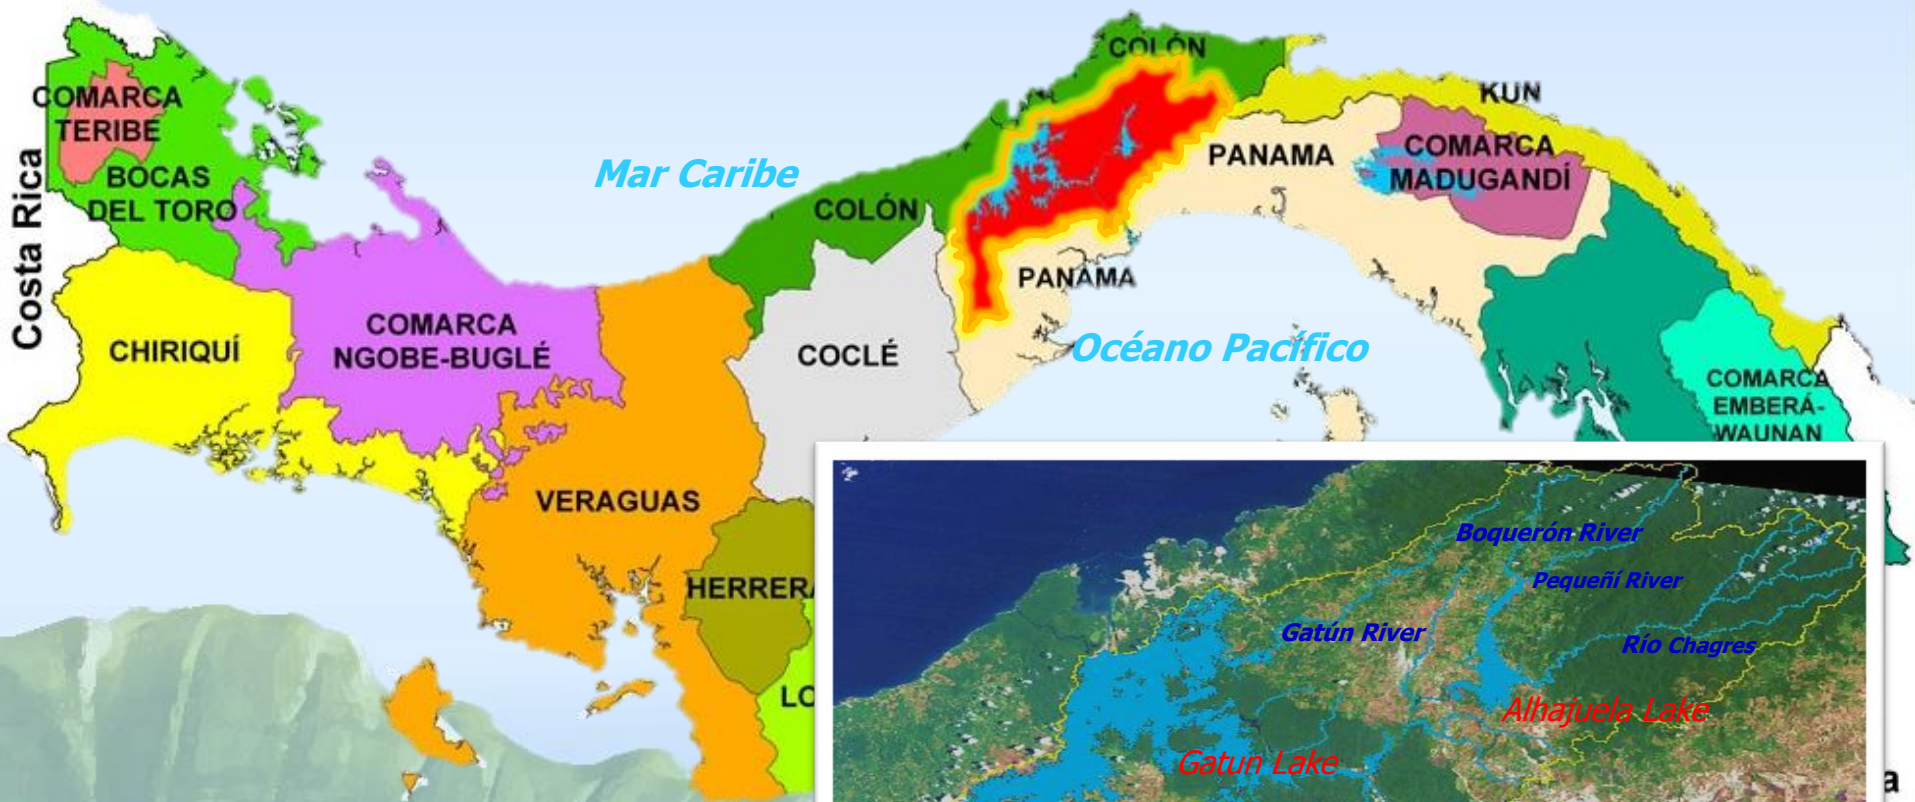 COLÓN
KUN
COMARCA
TERIBE
BOCAS
DEL TORO
Costa Rica
Mar Caribe
COLÓN
PANAMA
COMARCA
MADUGANDÍ
PANAMA
CHIRIQUÍ
COMARCA
NGOBE-BUGLÉ
COCLÉ
Océano Pacífico
COMARCA
EMBERÁ-
WAUNAN
VERAGUAS
HERRERA
LO
Boquerón River
Pequeñí River
Gatún River
Río Chagres
Alhajuela Lake
Gatun Lake
a